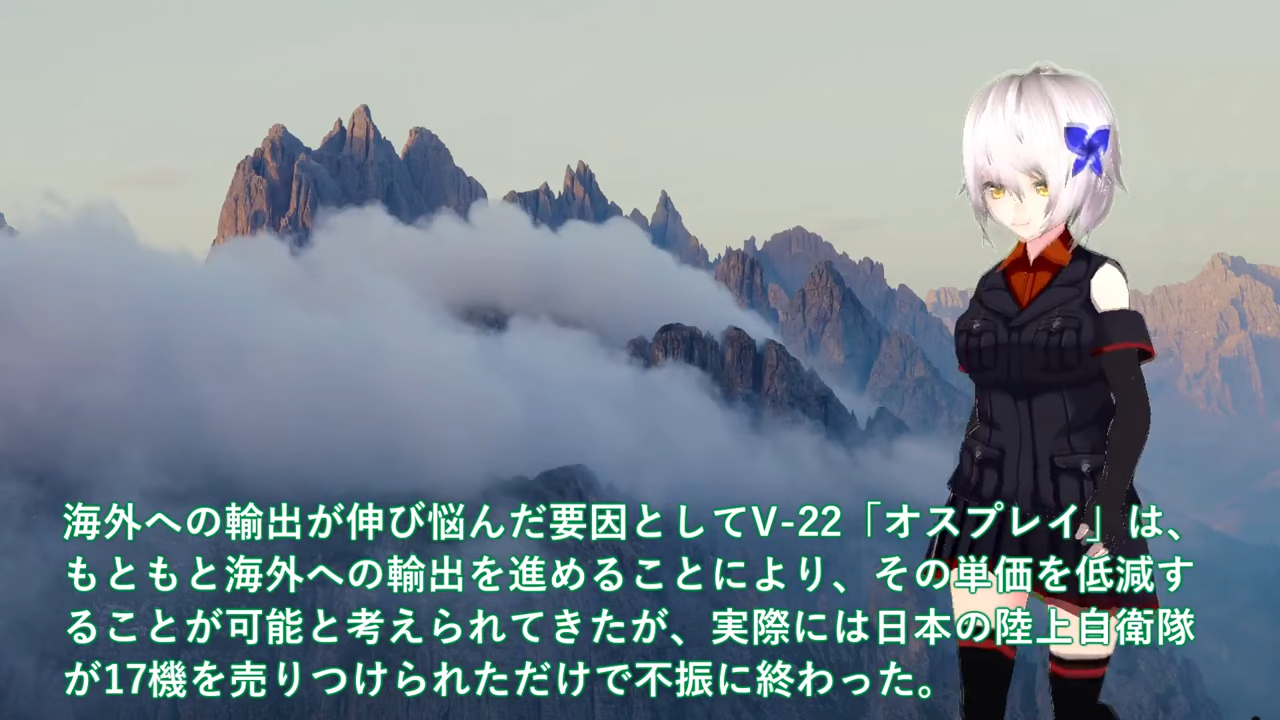 海外への輸出が伸び悩んだ要因としてV-22「オスプレイ」は、
もともと海外への輸出を進めることにより、その単価を低減す
ることが可能と考えられてきたが、実際には日本の陸上自衛隊
が17機を売りつけられただけで不振に終わった。